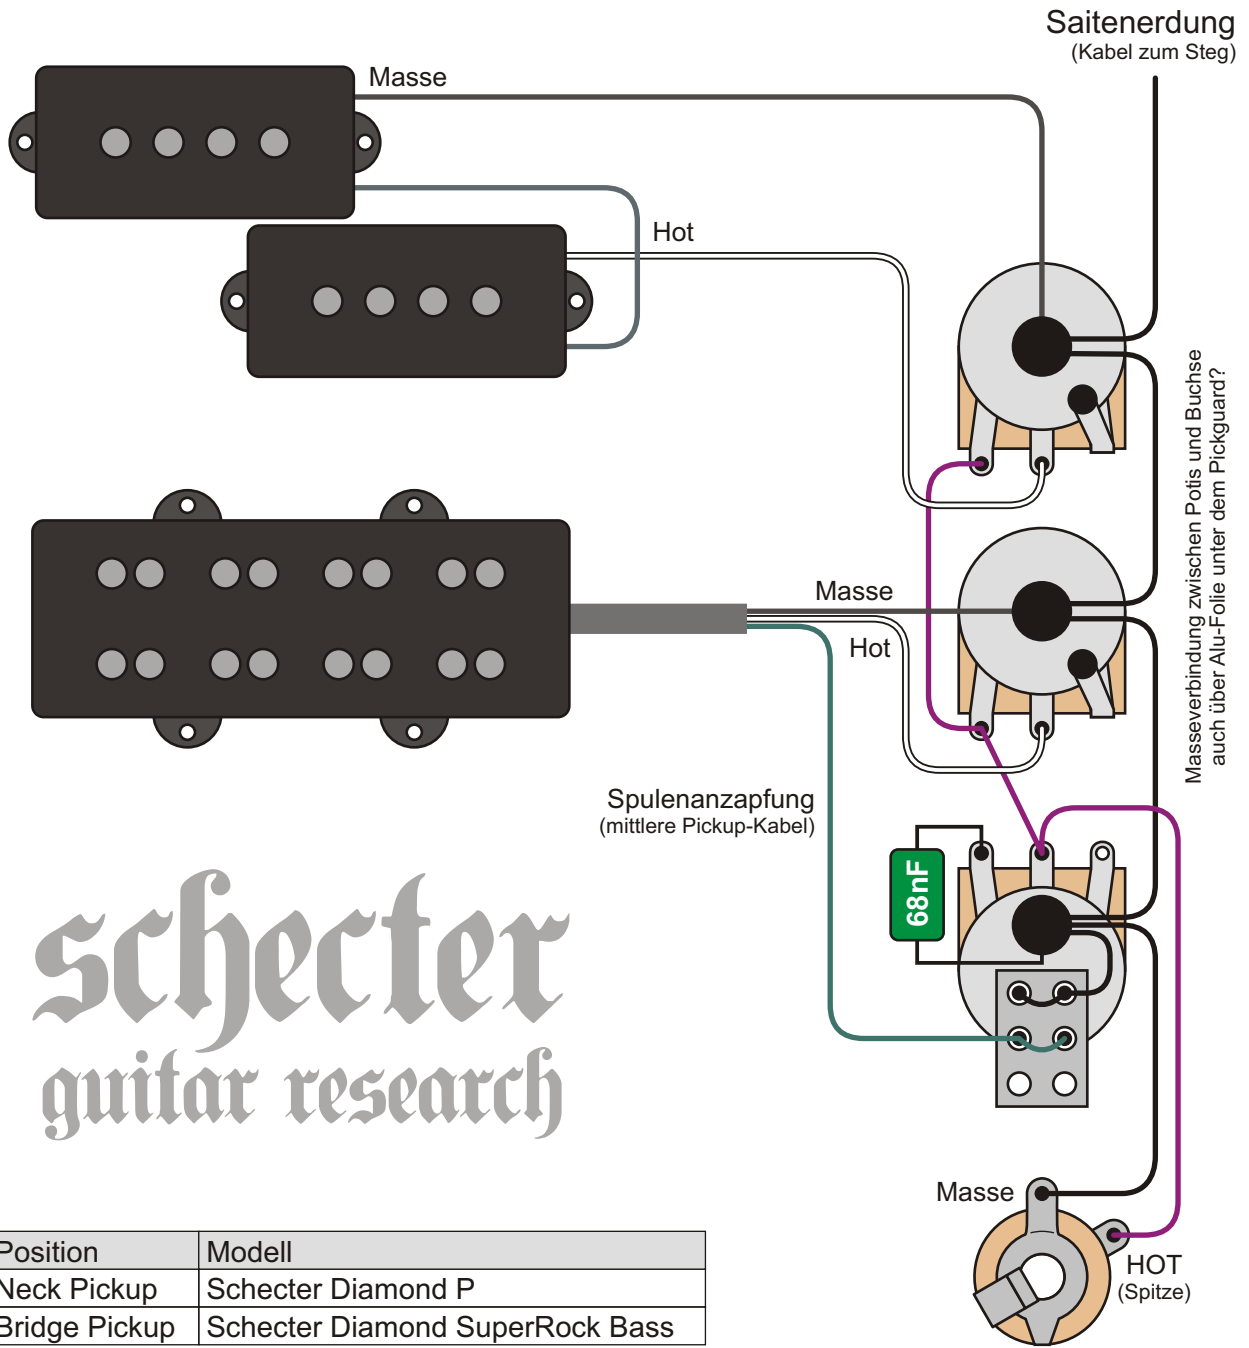 Saitenerdung
(Kabel zum Steg)
Masse
Hot
Masseverbindung zwischen Potis und Buchse
auch über Alu-Folie unter dem Pickguard?
Masse
Hot
Spulenanzapfung
(mittlere Pickup-Kabel)
68nF
schecter
guitar research
Masse
HOT
(Spitze)
Position Modell
Neck Pickup Schecter Diamond P
Bridge Pickup Schecter Diamond SuperRock Bass